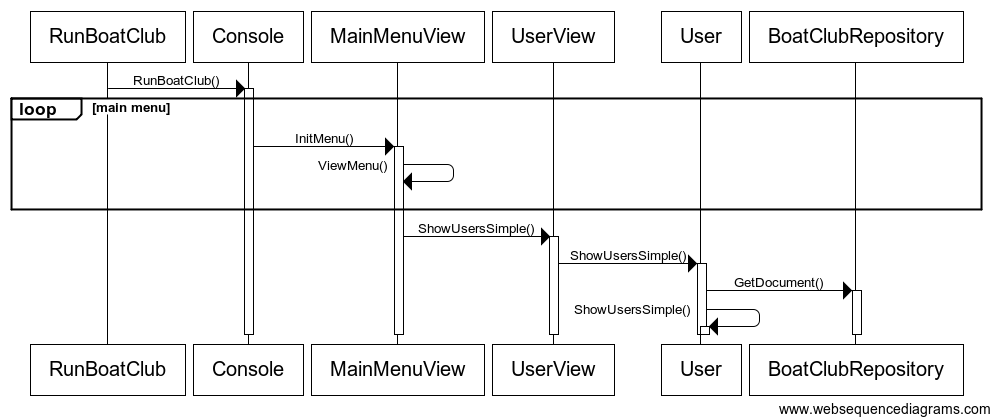 RunBoatClub Console MainMenuView UserView User BoatClubRepository
RunBoatClub()
loop [main menu]
InitMenu()
ViewMenu()
ShowUsersSimple()
ShowUsersSimple()
GetDocument()
ShowUsersSimple()
RunBoatClub Console MainMenuView UserView User BoatClubRepository
www.websequencediagrams.com